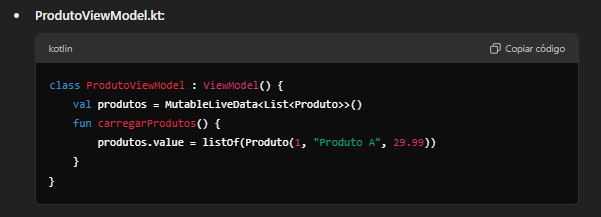 • ProdutoViewModel.kt:
kotlin Copiar código
class ProdutoViewModel : ViewModel() {
    val produtos = MutableLiveData<List<Produto>>()
    fun carregarProdutos() {
        produtos.value = listOf(Produto(1, "Produto A", 29.99))
    }
}